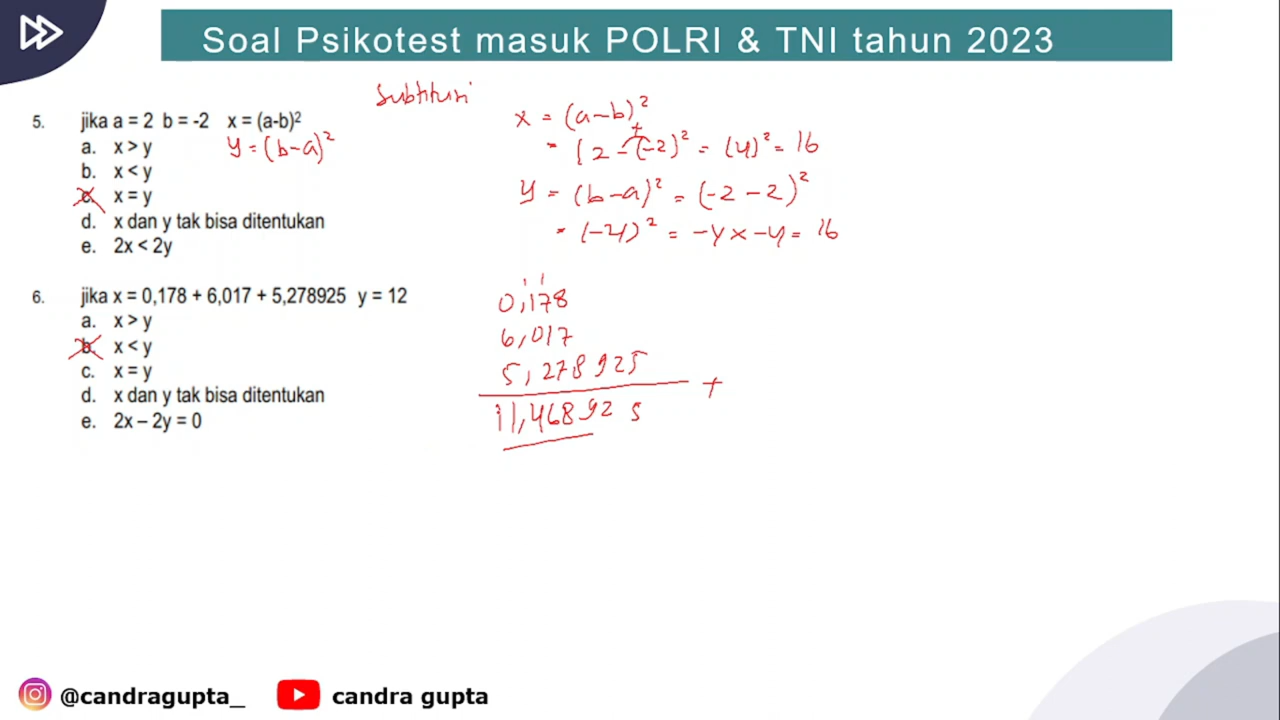 Soal Psikotest masuk POLRI & TNI tahun 2023
Subtitusi
5. jika a = 2 b = -2 x = (a-b)²
y = (b-a)²
a. x > y
b. x < y
c. x = y
d. x dan y tak bisa ditentukan
e. 2x < 2y
x = (a-b)²
= (2 - (-2)² = (4)² = 16
+
y = (b-a)² = (-2 - 2)²
= (-4)² = -4 x -4 = 16
6. jika x = 0,178 + 6,017 + 5,278925 y = 12
a. x > y
b. x < y
c. x = y
d. x dan y tak bisa ditentukan
e. 2x – 2y = 0
1 1
0,178
6,017
5,278925
+
11,468925
@candragupta_
candra gupta